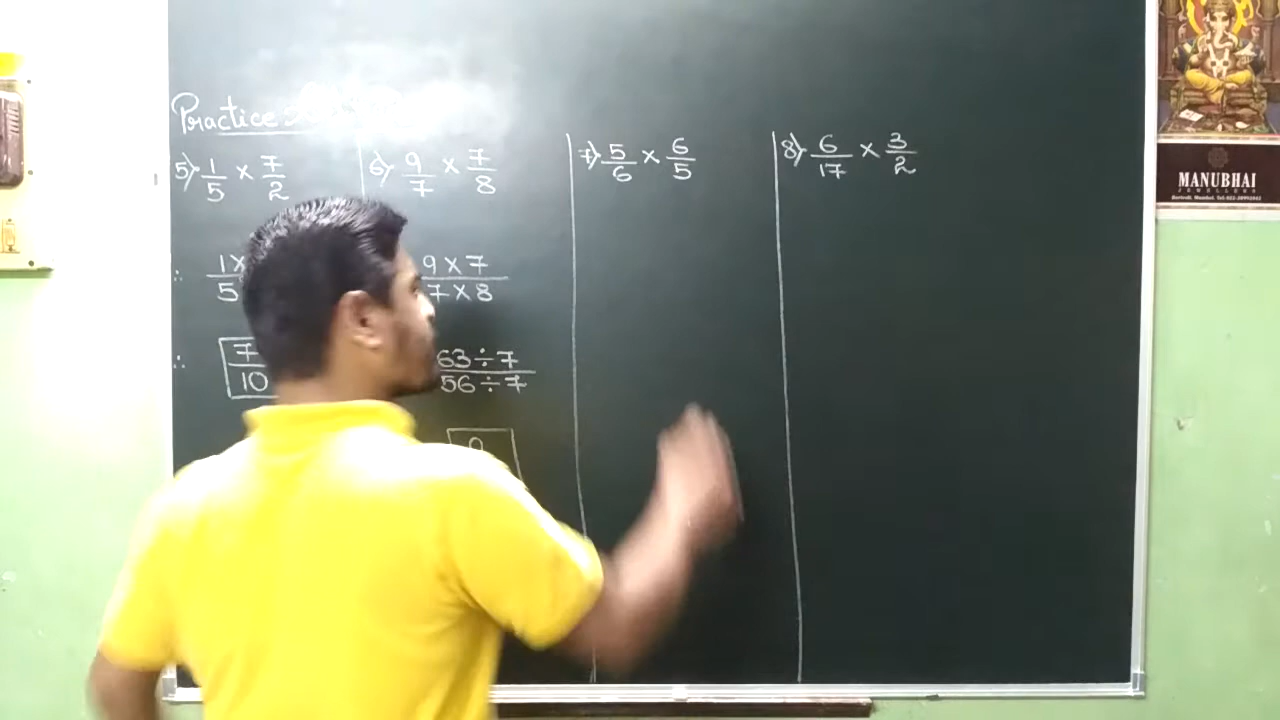 Practice
5) 1/5 × 7/2
∴ 1×
5
∴ 7
10
6) 9/7 × 7/8
9 × 7
7 × 8
63 ÷ 7
56 ÷ 7
7) 5/6 × 6/5
8) 6/17 × 3/2
MANUBHAI
JEWELLERS